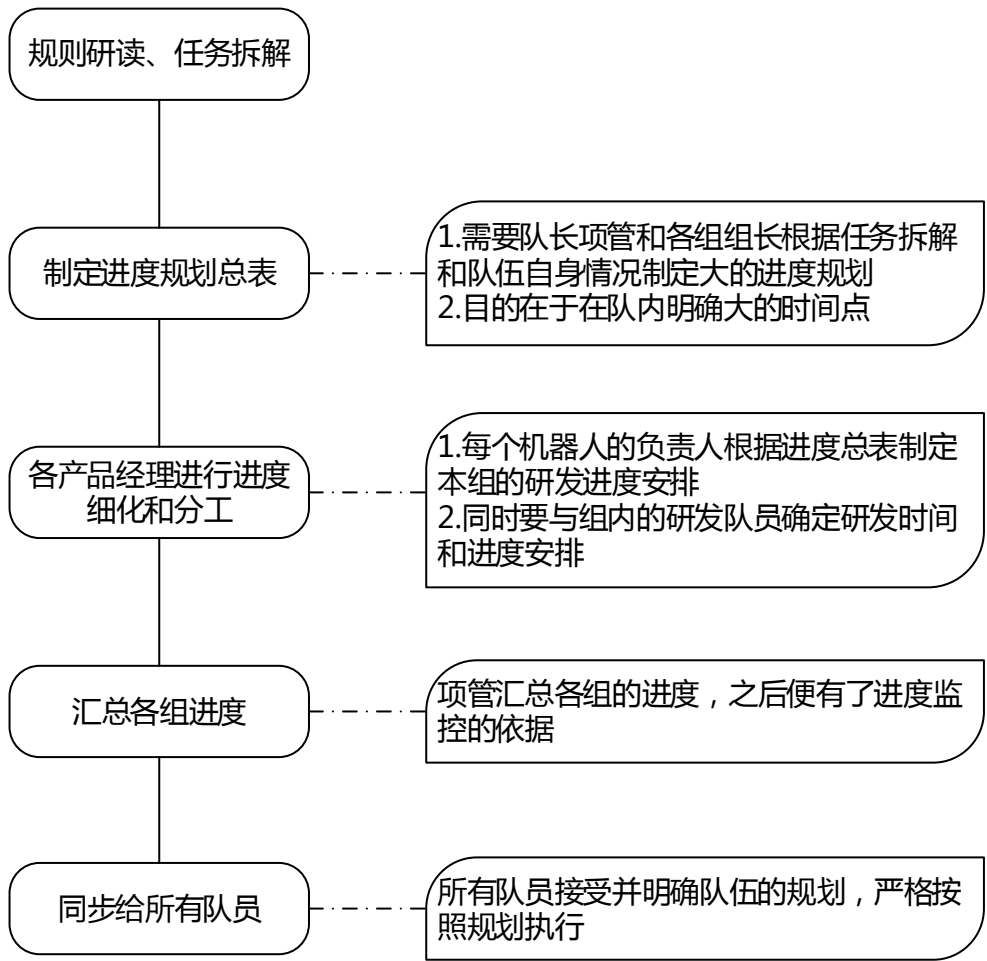 规则研读、任务拆解
制定进度规划总表
1.需要队长项管和各组组长根据任务拆解
和队伍自身情况制定大的进度规划
2.目的在于在队内明确大的时间点
各产品经理进行进度
细化和分工
1.每个机器人的负责人根据进度总表制定
本组的研发进度安排
2.同时要与组内的研发队员确定研发时间
和进度安排
汇总各组进度
项管汇总各组的进度，之后便有了进度监
控的依据
同步给所有队员
所有队员接受并明确队伍的规划，严格按
照规划执行